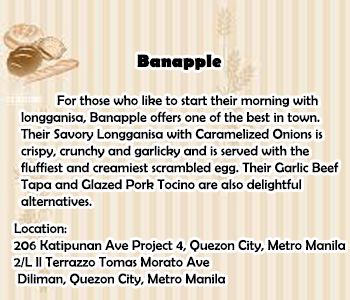 Banapple
For those who like to start their morning with
longganisa, Banapple offers one of the best in town.
Their Savory Longganisa with Caramelized Onions is
crispy, crunchy and garlicky and is served with the
fluffiest and creamiest scrambled egg. Their Garlic Beef
Tapa and Glazed Pork Tocino are also delightful
alternatives.
Location:
206 Katipunan Ave Project 4, Quezon City, Metro Manila
2/L Il Terrazzo Tomas Morato Ave
Diliman, Quezon City, Metro Manila